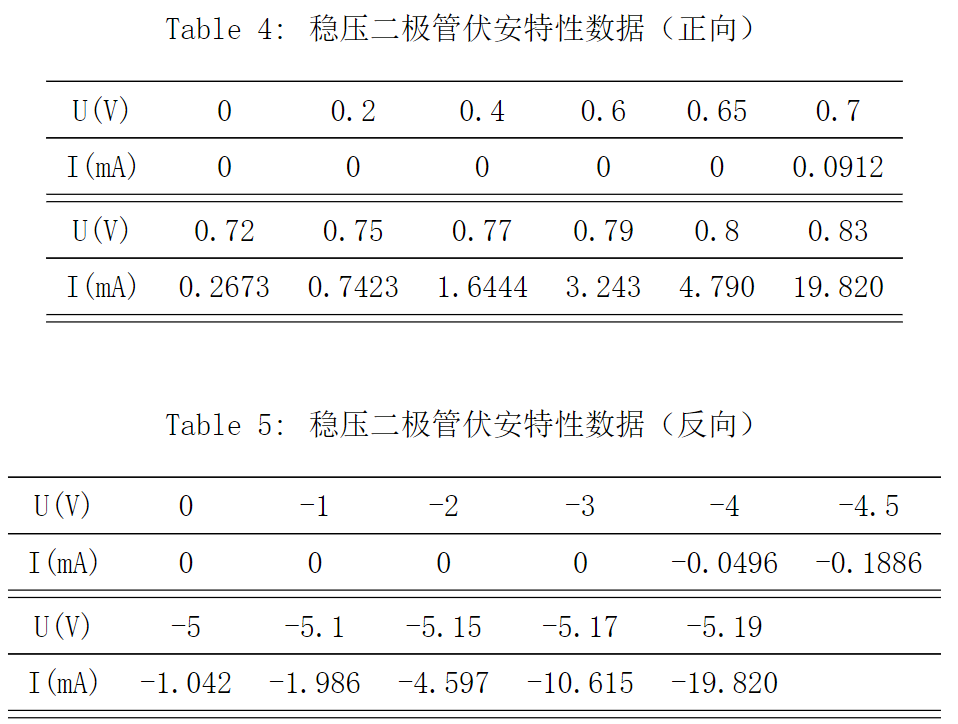 Table 4: 稳压二极管伏安特性数据（正向）
U(V) 0 0.2 0.4 0.6 0.65 0.7
I(mA) 0 0 0 0 0 0.0912
U(V) 0.72 0.75 0.77 0.79 0.8 0.83
I(mA) 0.2673 0.7423 1.6444 3.243 4.790 19.820
Table 5: 稳压二极管伏安特性数据（反向）
U(V) 0 -1 -2 -3 -4 -4.5
I(mA) 0 0 0 0 -0.0496 -0.1886
U(V) -5 -5.1 -5.15 -5.17 -5.19
I(mA) -1.042 -1.986 -4.597 -10.615 -19.820